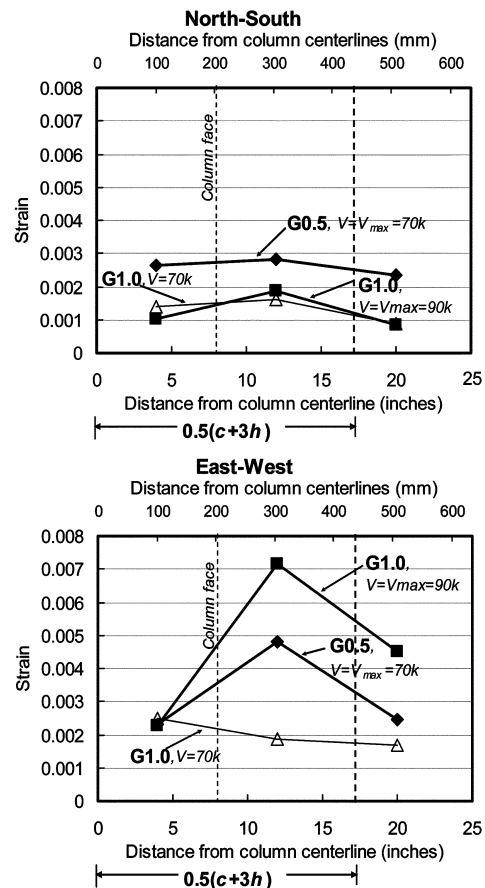 North-South
Distance from column centerlines (mm)
0 100 200 300 400 500 600
0.008
0.007
0.006
0.005
0.004
0.003
0.002
0.001
0
Strain
Column face
G0.5, V=Vmax=70k
G1.0, V=70k
G1.0,
V=Vmax=90k
0 5 10 15 20 25
Distance from column centerline (inches)
0.5(c+3h)
East-West
Distance from column centerlines (mm)
0 100 200 300 400 500 600
0.008
0.007
0.006
0.005
0.004
0.003
0.002
0.001
0
Strain
Column face
G1.0,
V=Vmax=90k
G0.5,
V=Vmax=70k
G1.0, V=70k
0 5 10 15 20 25
Distance from column centerline (inches)
0.5(c+3h)